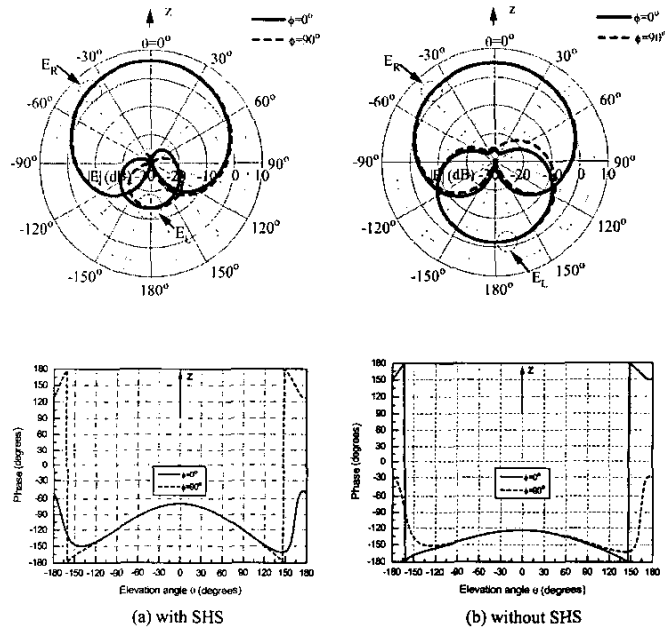 z
φ=0°
φ=90°
θ=0°
-30°
30°
-60°
60°
-90°
90°
-120°
120°
-150°
150°
180°
E_R
|E| (dB)
-20
-10
0
10
z
φ=0°
φ=90°
θ=0°
-30°
30°
-60°
60°
-90°
90°
-120°
120°
-150°
150°
180°
E_R
E_L
(dB)
-30
-20
-10
0
10
180
150
120
90
60
30
0
-30
-60
-90
-120
-150
-180
Phase (degrees)
z
φ=0°
-180 -150 -120 -90 -60 -30 0 30 60 90 120 150 180
Elevation angle θ (degrees)
(a) with SHS
180
150
120
90
60
30
0
-30
-60
-90
-120
-150
-180
Phase (degrees)
z
φ=0°
-180 -150 -120 -90 -60 -30 0 30 60 90 120 150 180
Elevation angle θ (degrees)
(b) without SHS